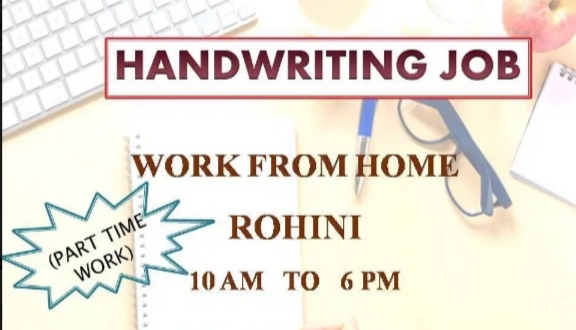 HANDWRITING JOB
WORK FROM HOME
(PART TIME
WORK)
ROHINI
10 AM TO 6 PM